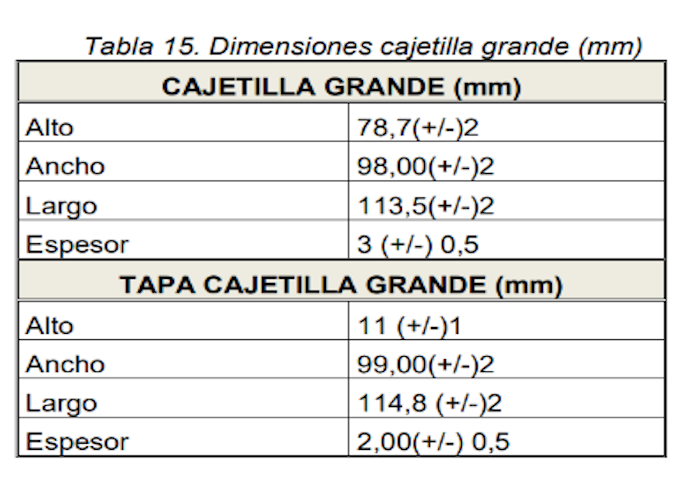 Tabla 15. Dimensiones cajetilla grande (mm)
CAJETILLA GRANDE (mm)
Alto 78,7(+/-)2
Ancho 98,00(+/-)2
Largo 113,5(+/-)2
Espesor 3 (+/-) 0,5
TAPA CAJETILLA GRANDE (mm)
Alto 11 (+/-)1
Ancho 99,00(+/-)2
Largo 114,8 (+/-)2
Espesor 2,00(+/-) 0,5